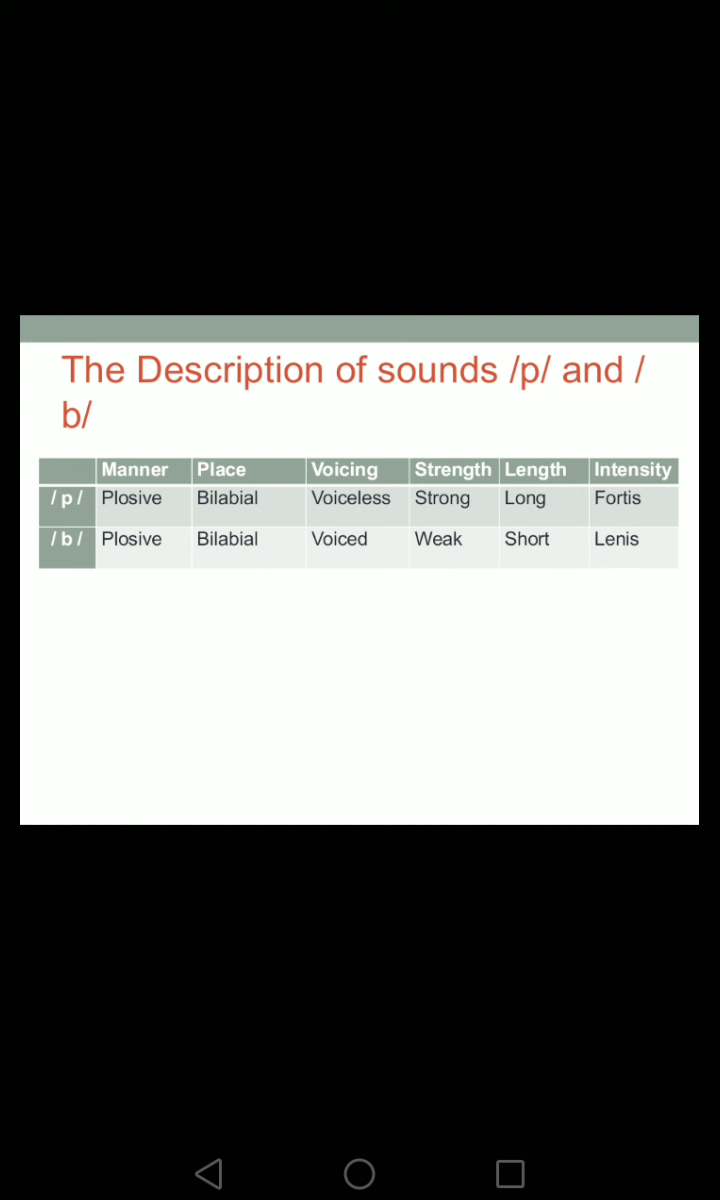 The Description of sounds /p/ and /
b/
Manner Place Voicing Strength Length Intensity
/ p / Plosive Bilabial Voiceless Strong Long Fortis
/ b / Plosive Bilabial Voiced Weak Short Lenis